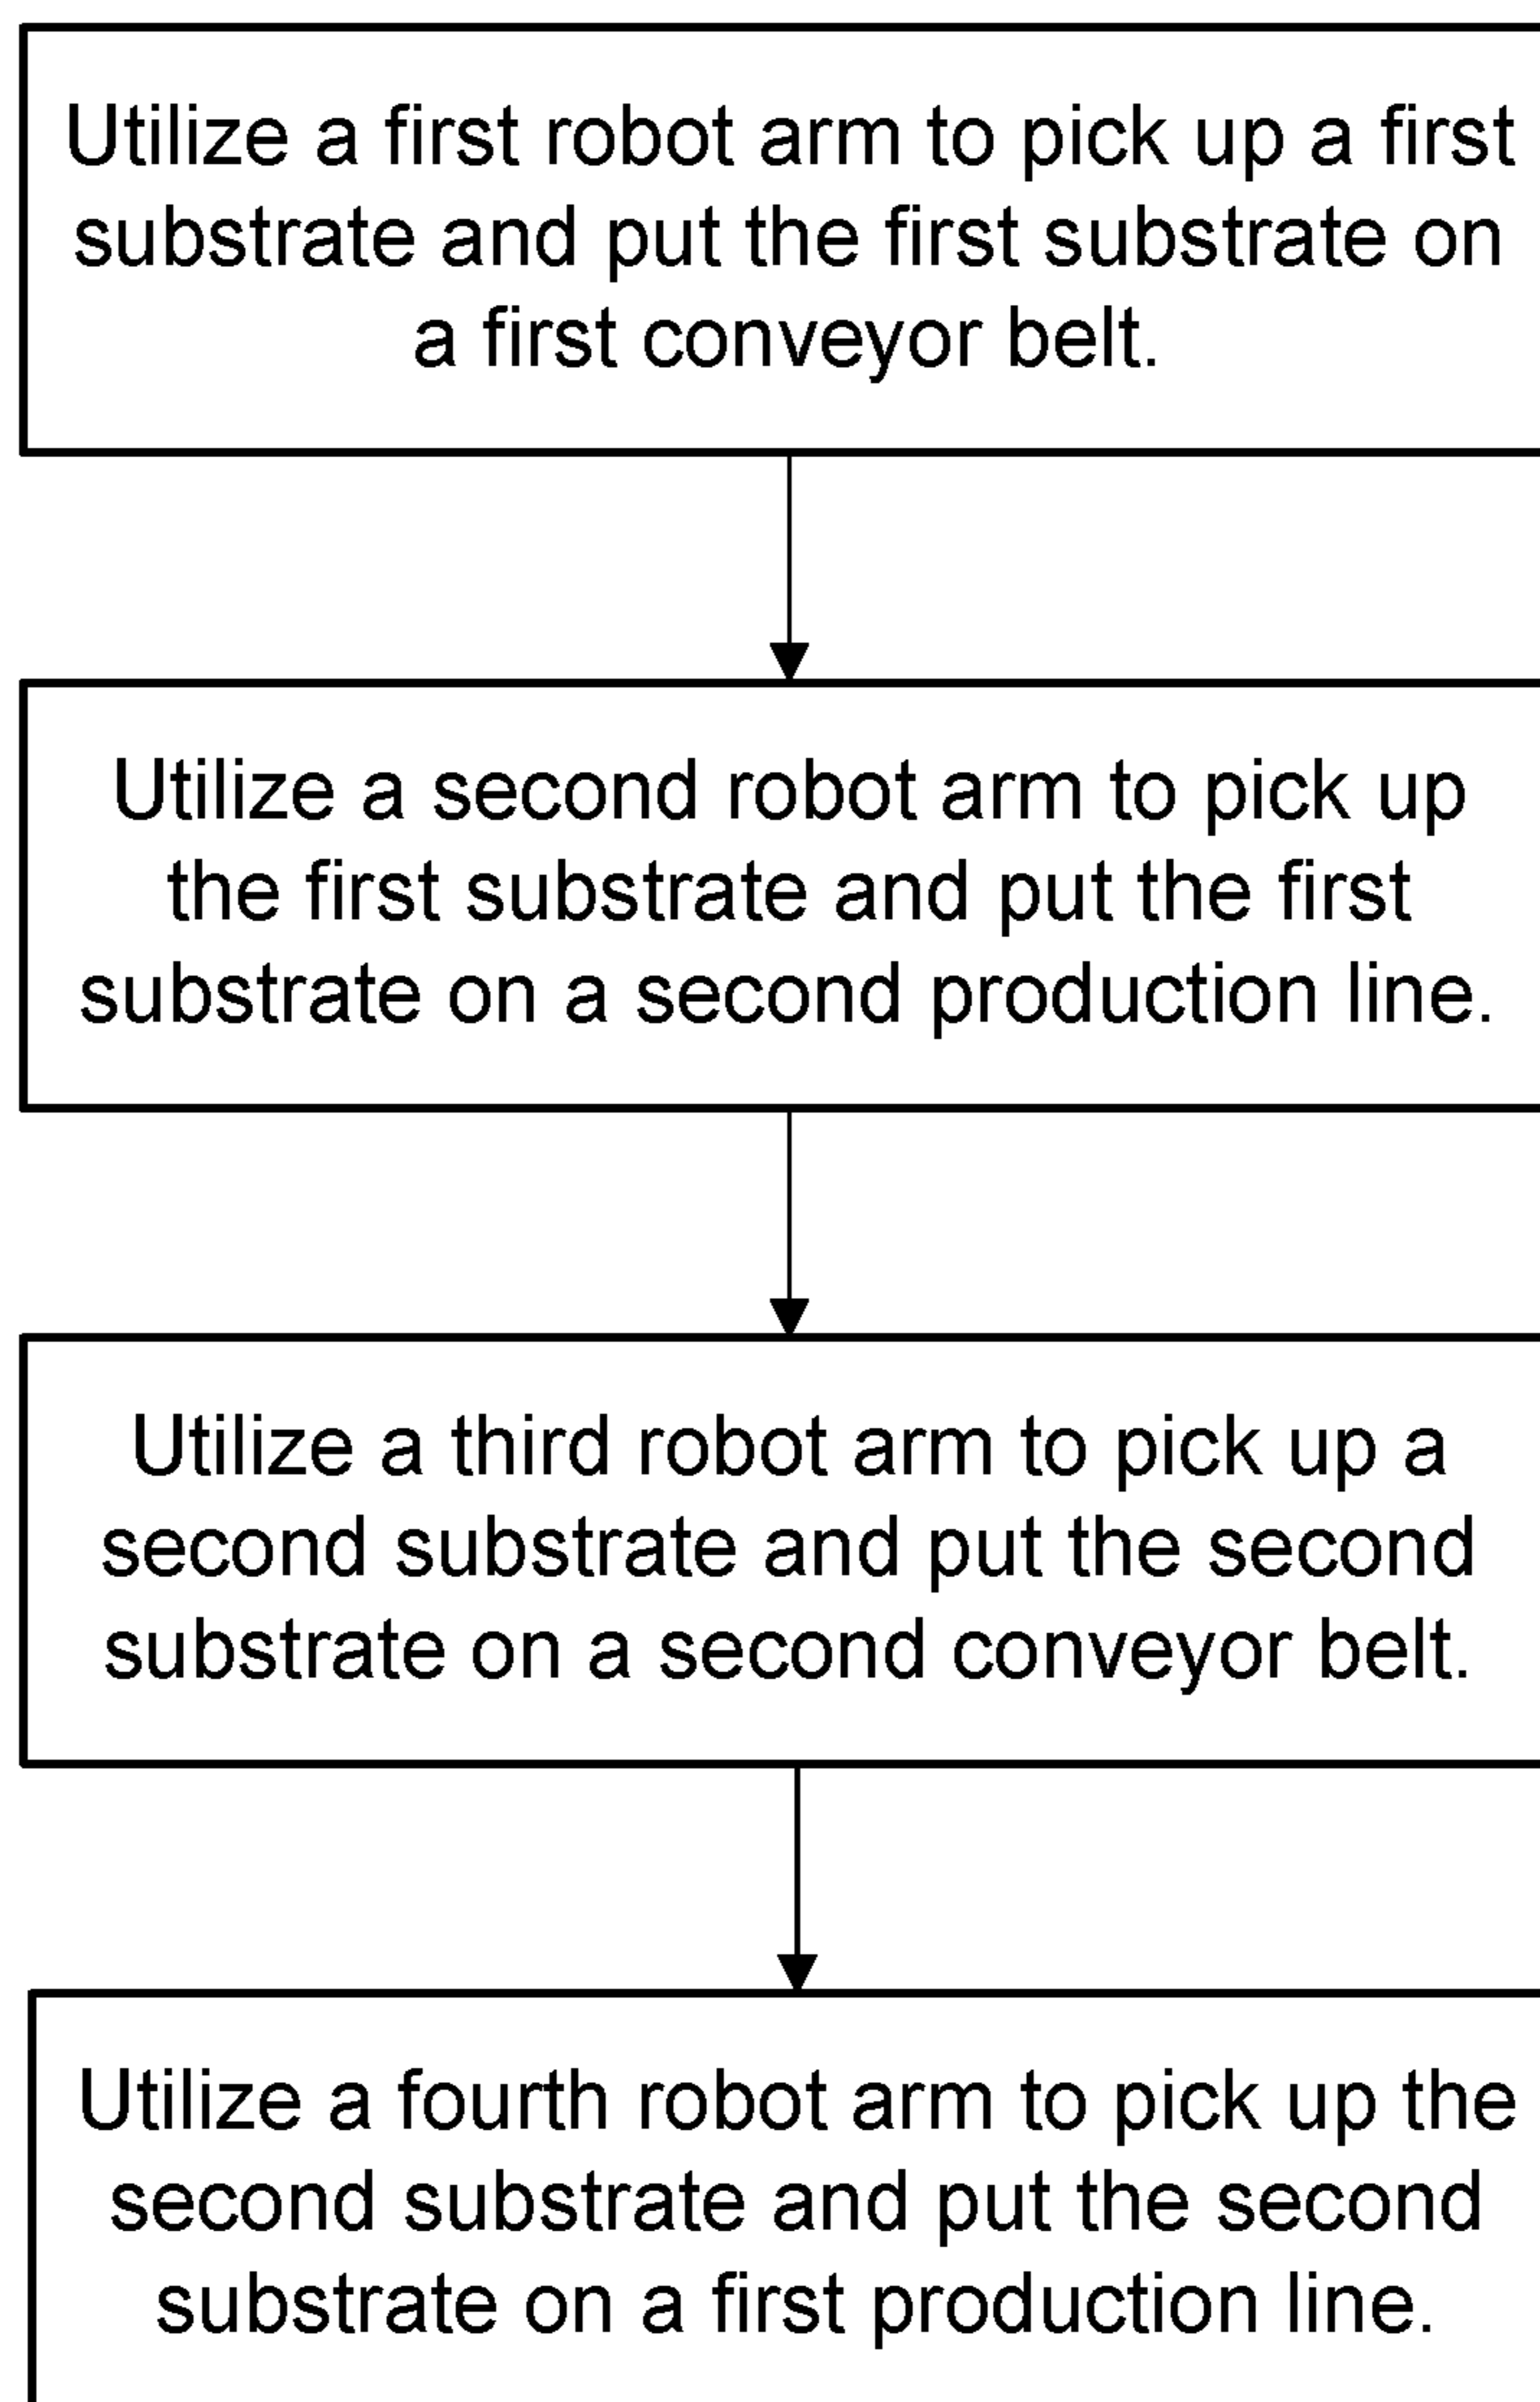 Utilize a first robot arm to pick up a first
substrate and put the first substrate on
a first conveyor belt.
Utilize a second robot arm to pick up
the first substrate and put the first
substrate on a second production line.
Utilize a third robot arm to pick up a
second substrate and put the second
substrate on a second conveyor belt.
Utilize a fourth robot arm to pick up the
second substrate and put the second
substrate on a first production line.